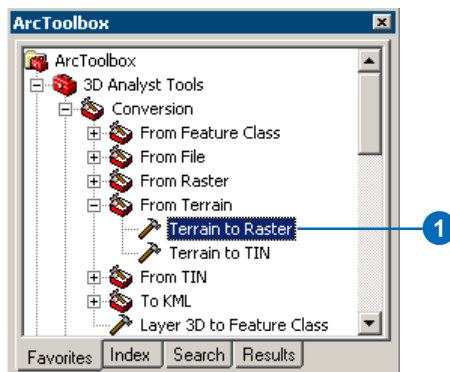 ArcToolbox
ArcToolbox
3D Analyst Tools
Conversion
From Feature Class
From File
From Raster
From Terrain
Terrain to Raster
1
Terrain to TIN
From TIN
To KML
Layer 3D to Feature Class
Favorites Index Search Results